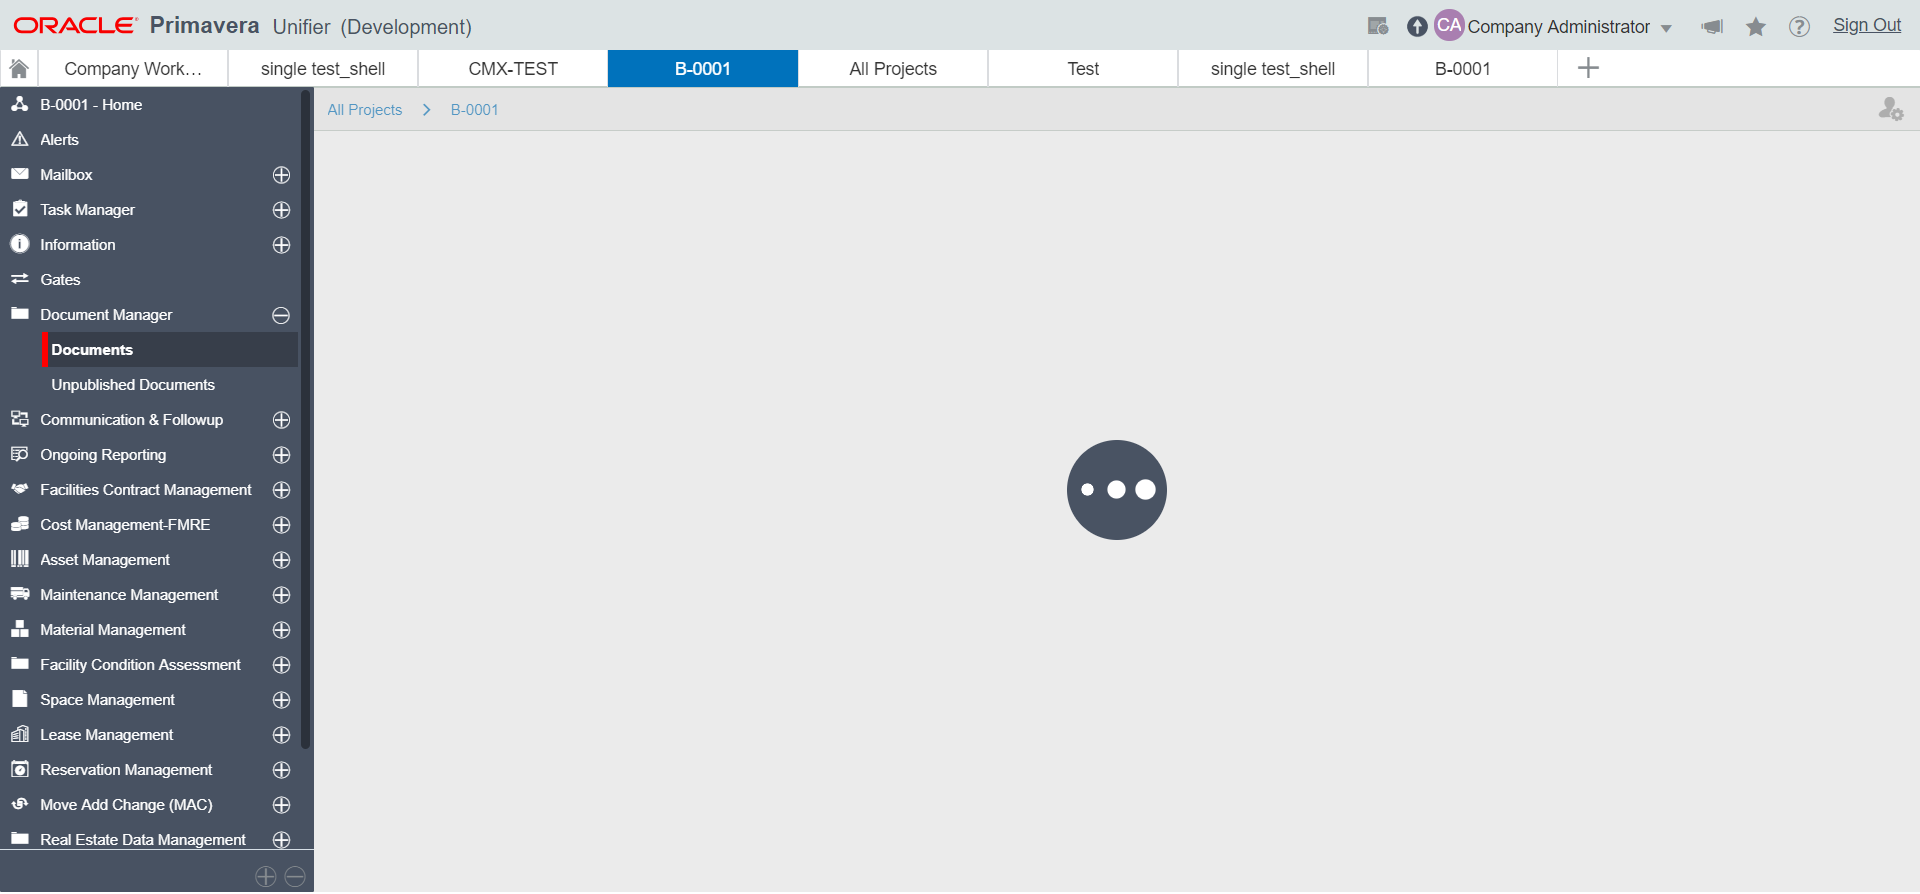 ORACLE Primavera Unifier (Development)
CA Company Administrator
? Sign Out
Company Work…
single test_shell
CMX-TEST
B-0001
All Projects
Test
single test_shell
B-0001
All Projects > B-0001
B-0001 - Home
Alerts
Mailbox
Task Manager
Information
Gates
Document Manager
Documents
Unpublished Documents
Communication & Followup
Ongoing Reporting
Facilities Contract Management
Cost Management-FMRE
Asset Management
Maintenance Management
Material Management
Facility Condition Assessment
Space Management
Lease Management
Reservation Management
Move Add Change (MAC)
Real Estate Data Management